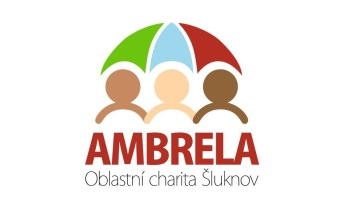 AMBRELA
Oblastní charita Šluknov